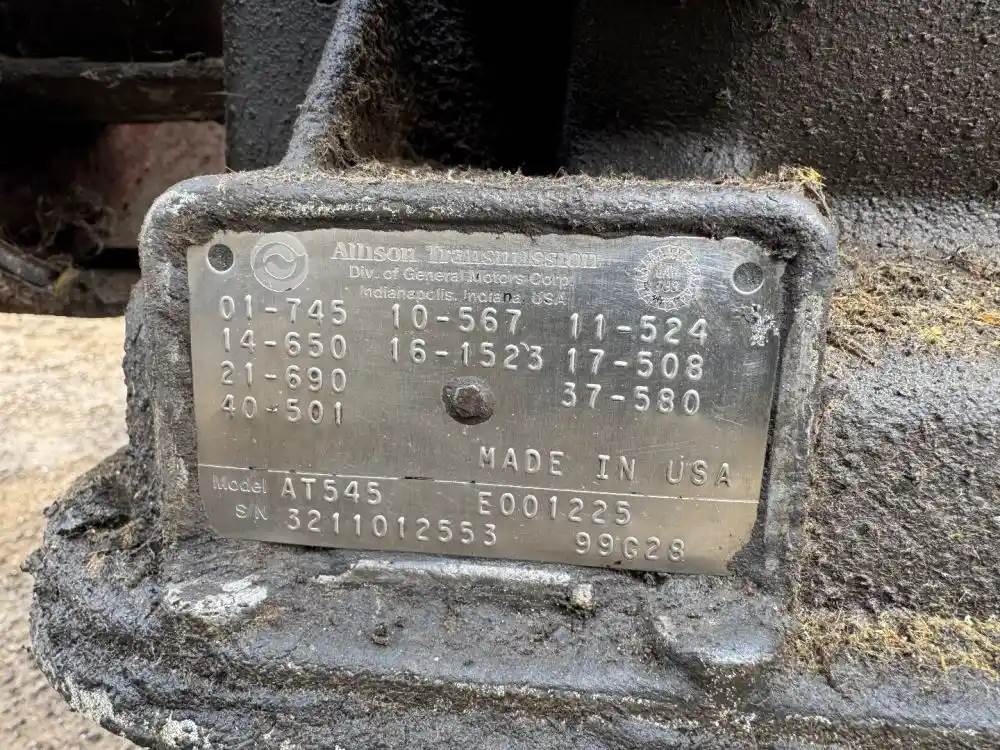 Allison Transmission
Div. of General Motors Corp.
Indianapolis, Indiana, USA
01-745 10-567 11-524
14-650 16-1523 17-508
21-690 37-580
40-501
MADE IN USA
Model AT545 E001225
S/N 3211012553 99G28